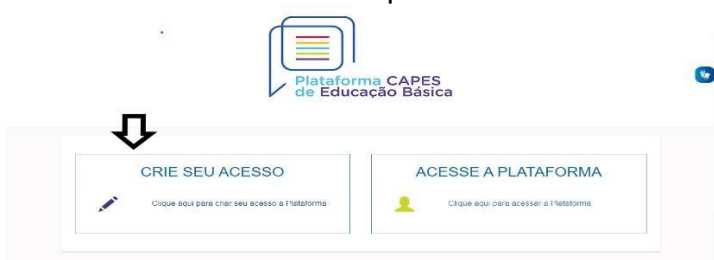 Plataforma CAPES
de Educação Básica
CRIE SEU ACESSO
Clique aqui para criar seu acesso a Plataforma
ACESSE A PLATAFORMA
Clique aqui para acessar a Plataforma